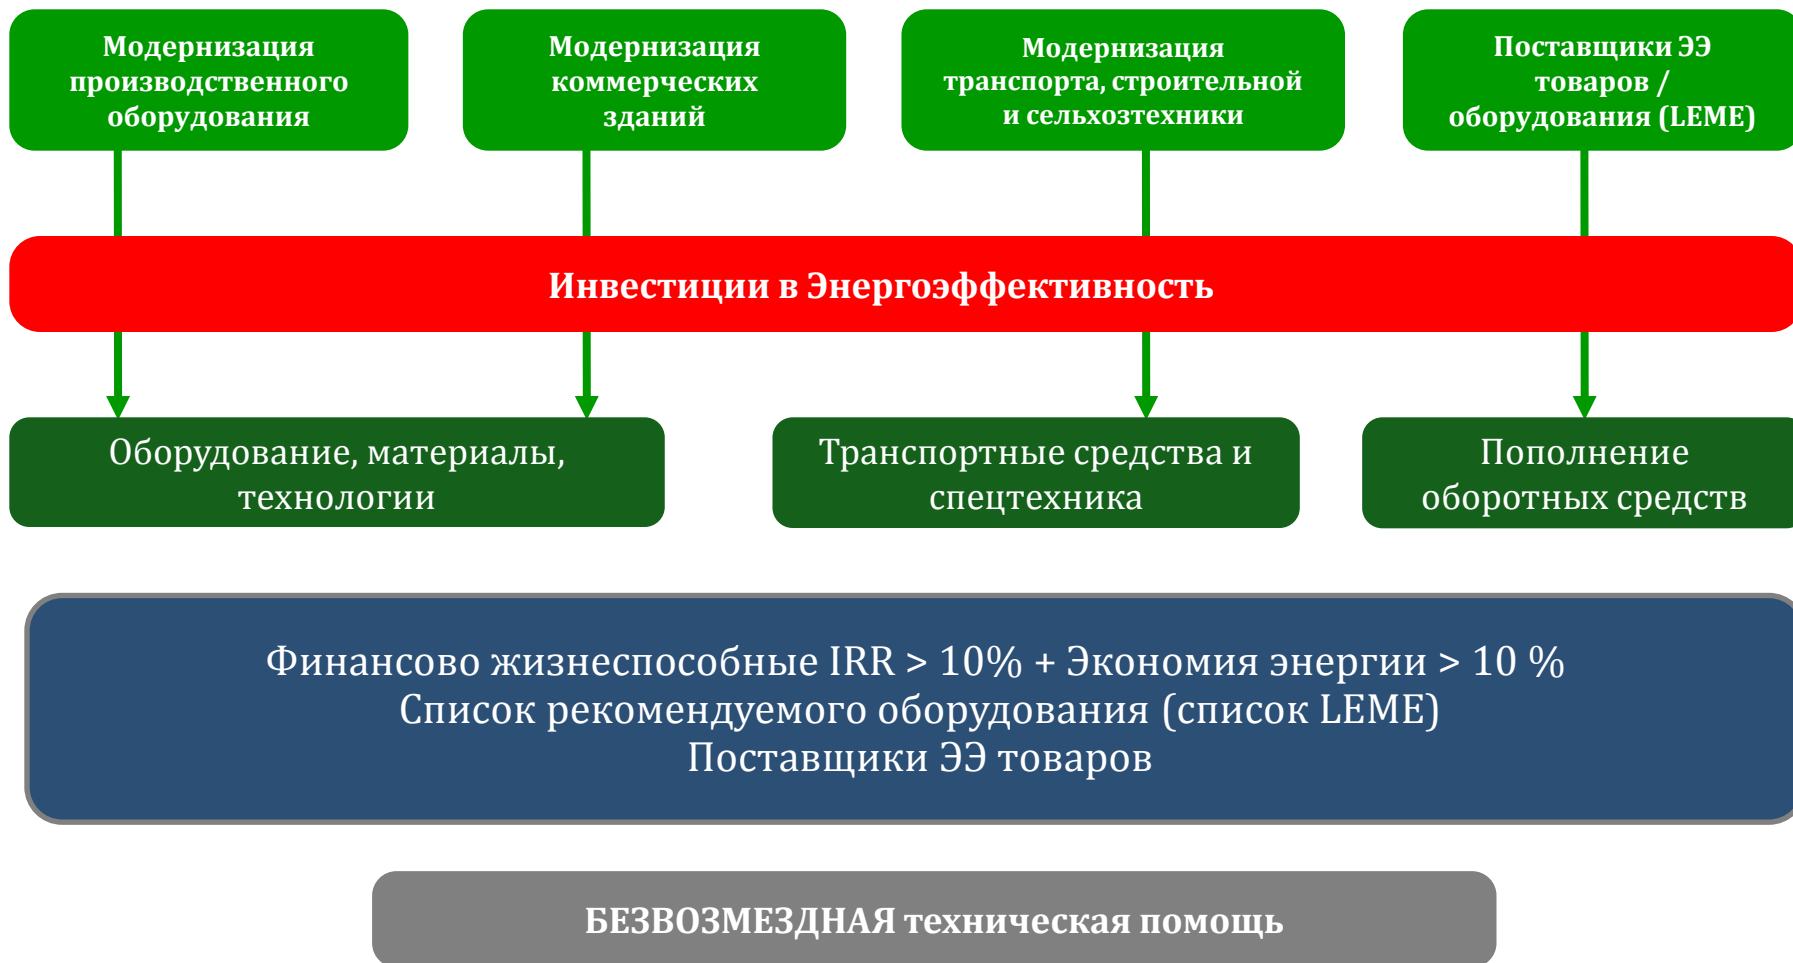 Модернизация
производственного
оборудования
Модернизация
коммерческих
зданий
Модернизация
транспорта, строительной
и сельхозтехники
Поставщики ЭЭ
товаров /
оборудования (LEME)
Инвестиции в Энергоэффективность
Оборудование, материалы,
технологии
Транспортные средства и
спецтехника
Пополнение
оборотных средств
Финансово жизнеспособные IRR > 10% + Экономия энергии > 10 %
Список рекомендуемого оборудования (список LEME)
Поставщики ЭЭ товаров
БЕЗВОЗМЕЗДНАЯ техническая помощь